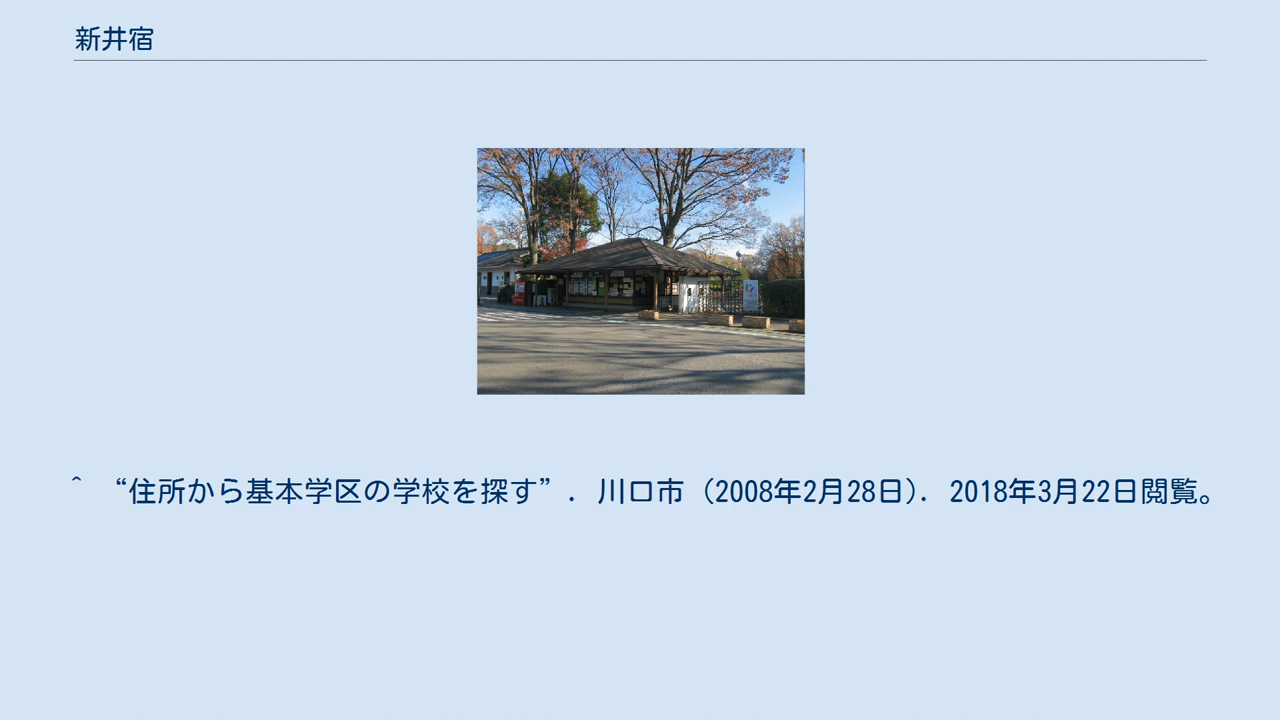 新井宿
^ “住所から基本学区の学校を探す”. 川口市 (2008年2月28日). 2018年3月22日閲覧。